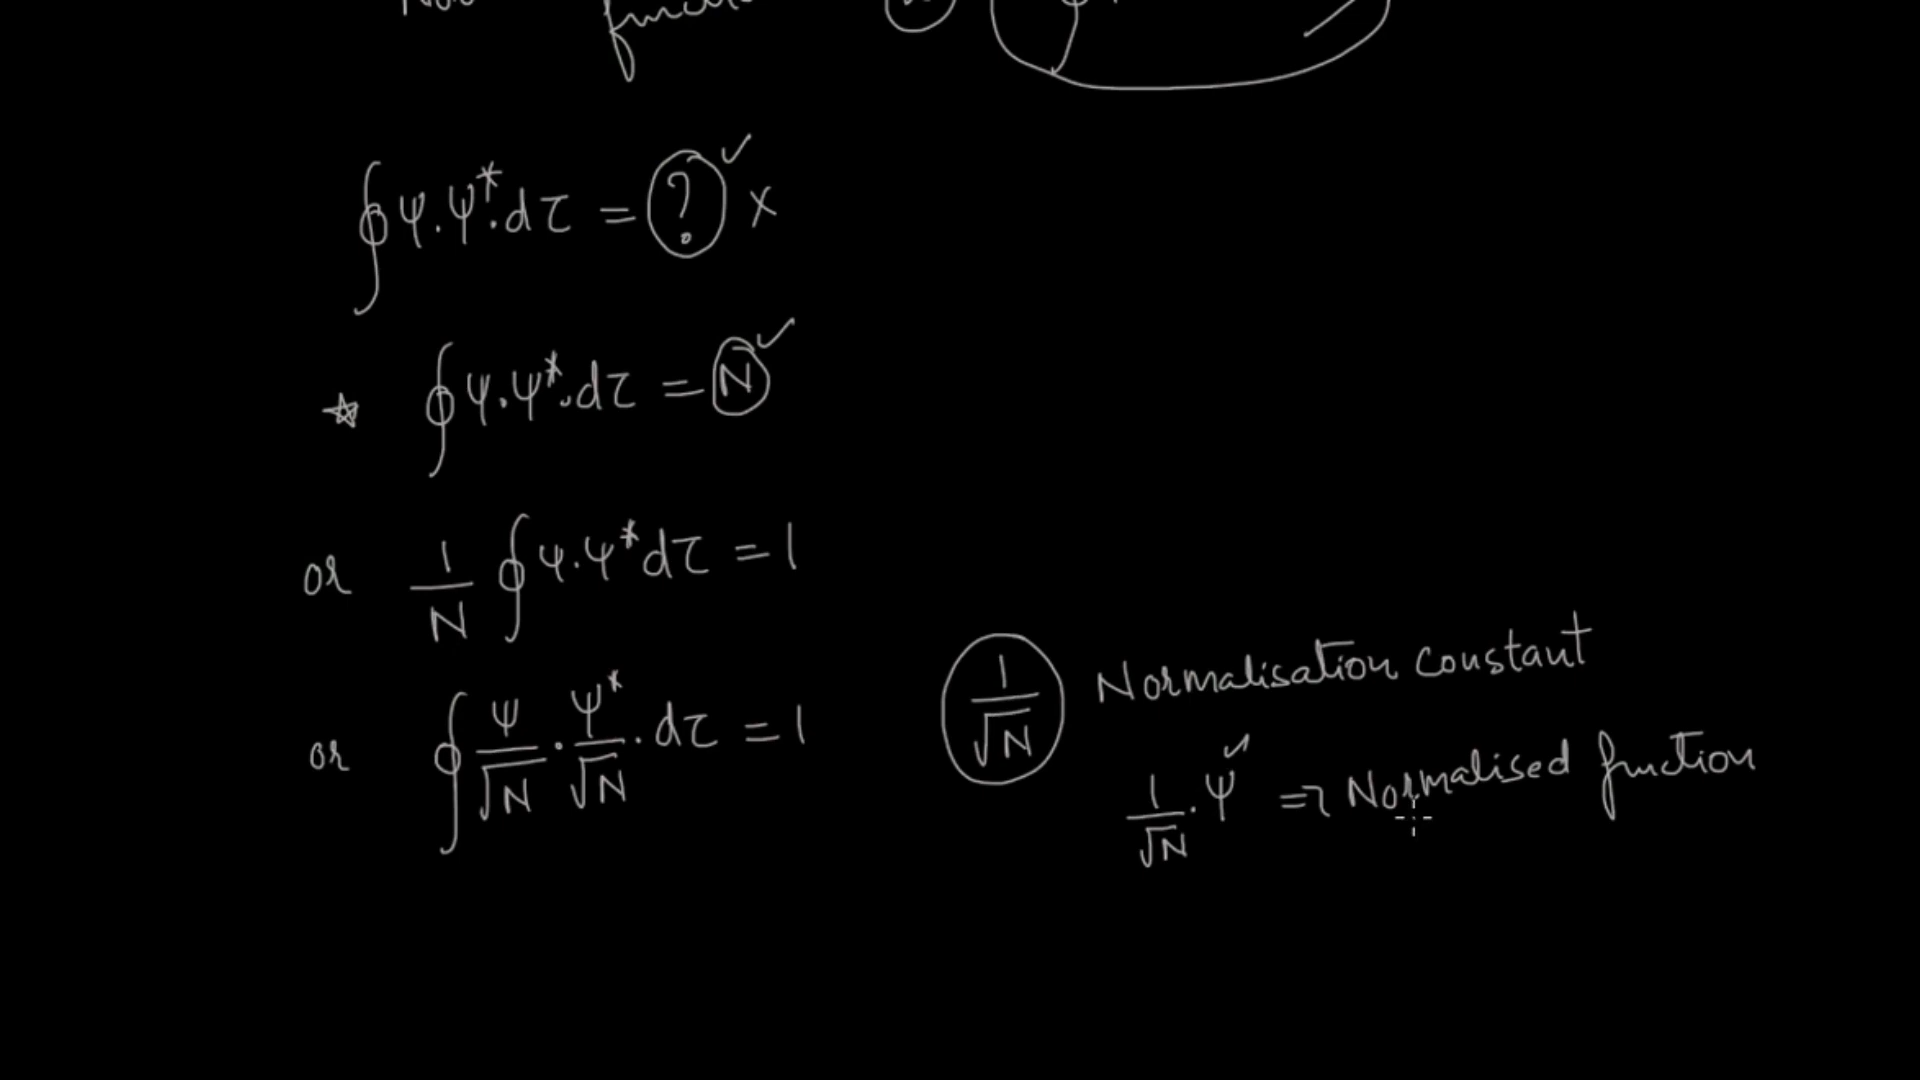 ∮ψ.ψ*.dτ = ? ✓ x
☆ ∮ψ.ψ*.dτ = N ✓
or 1/N ∮ψ.ψ*dτ = 1
or ∮ψ/√N . ψ*/√N . dτ = 1
1/√N Normalisation constant
1/√N . ψ ✓ => Normalised function